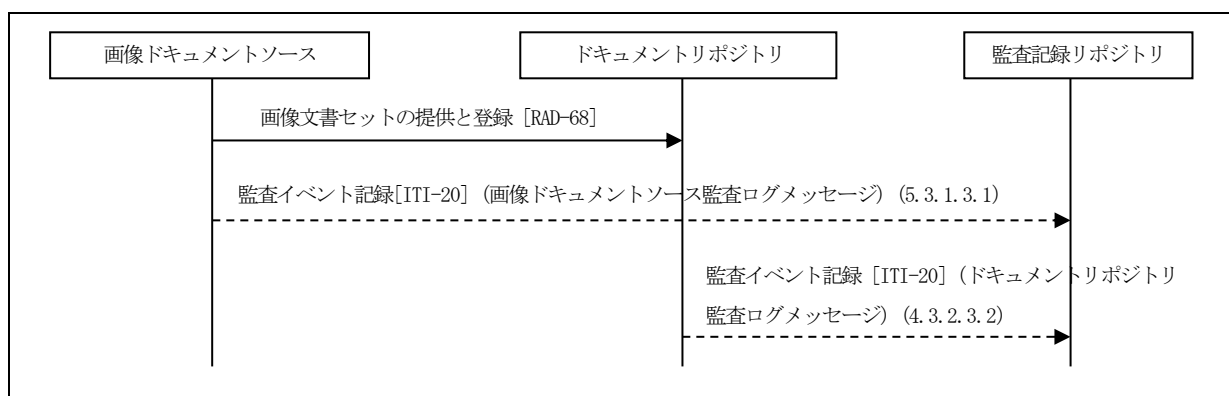 画像ドキュメントソース
ドキュメントリポジトリ
監査記録リポジトリ
画像文書セットの提供と登録 [RAD-68]
監査イベント記録[ITI-20] (画像ドキュメントソース監査ログメッセージ) (5.3.1.3.1)
監査イベント記録 [ITI-20] (ドキュメントリポジトリ
監査ログメッセージ) (4.3.2.3.2)